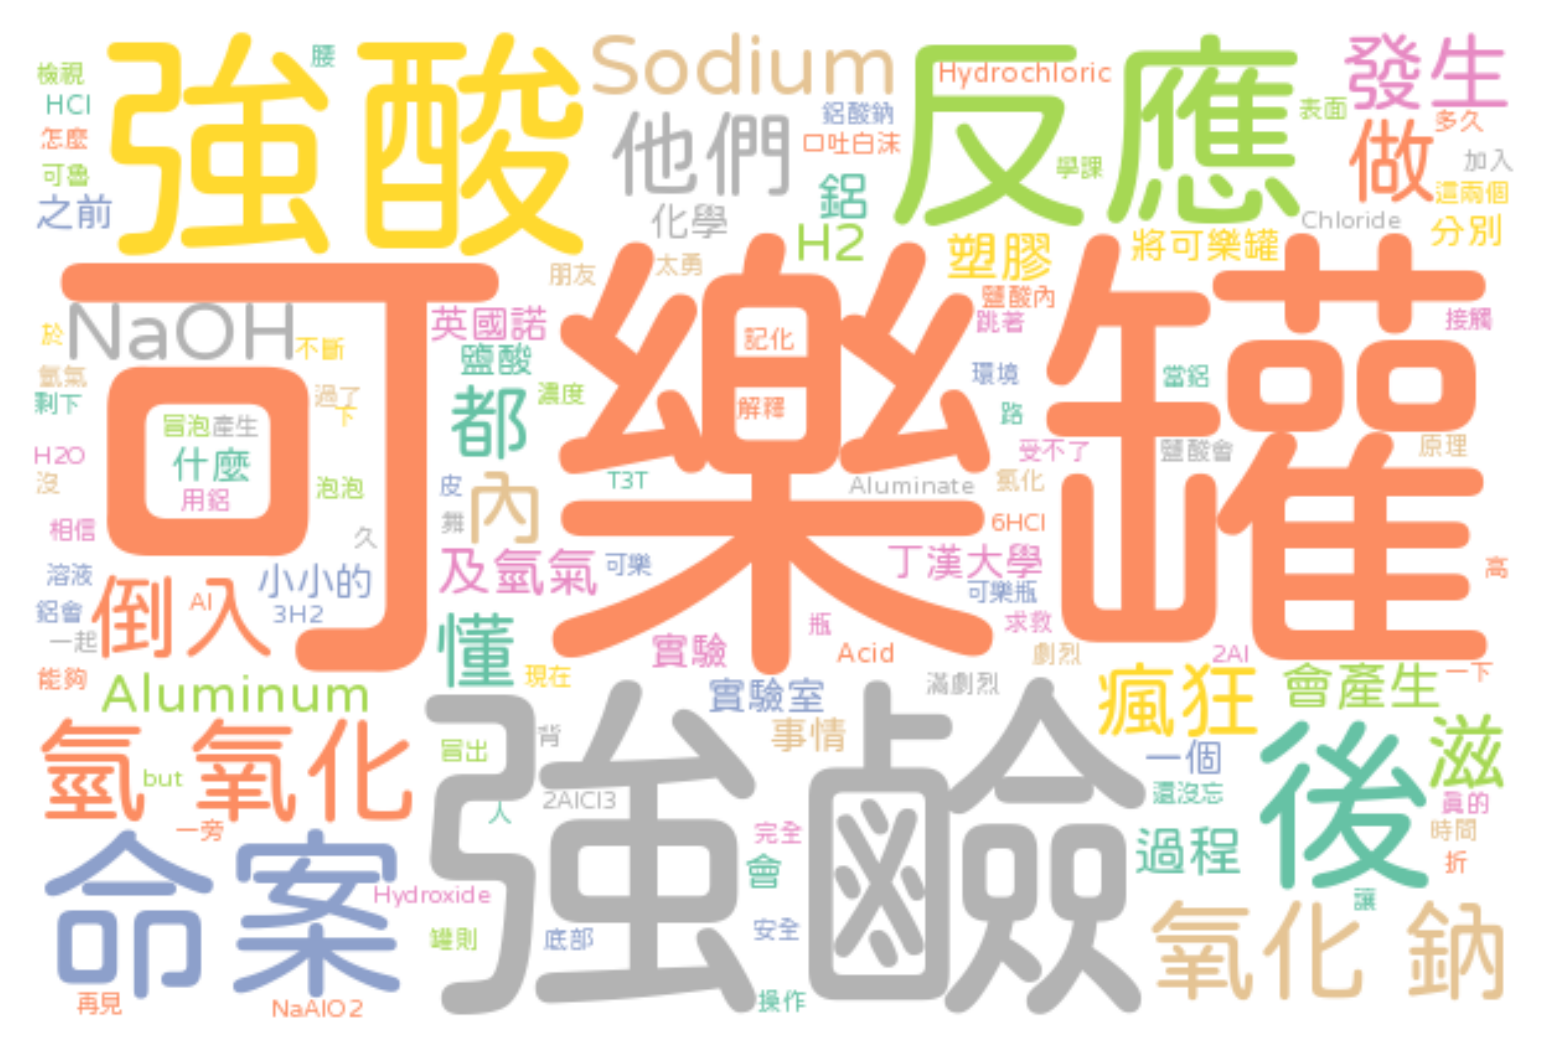 檢視
腰
強酸
Sodium
反應
Hydrochloric
發生
HCl
怎麼
可魯
之前
他們
鋁酸鈉
口吐白沫
表面
多久
做
加入
化學
鋁
學課
這兩個
Chloride
分別
H2
塑膠
將可樂罐
朋友
太勇
鹽酸內
可樂罐
於
NaOH
不斷
英國諾
跳著
接觸
記化
鹽酸
氫氣
剩下
過了
下
都
濃度
環境
當鋁
解釋
路
冒泡
產生
H2O
什麼
受不了
鹽酸會
原理
沒
用鋁
泡泡
皮
內
T3T
Aluminate
氯化
相信
久
舞
6HCl
溶液
小小的
及氫氣
可樂
丁漢大學
高
可樂瓶
鋁會
倒入
Al
3H2
一起
懂
瓶
求救
實驗
Acid
劇烈
2Al
能夠
Aluminum
現在
實驗室
滿劇烈
瘋狂
會產生
一下
氫
氧化
冒出
背
事情
一個
後
滋
but
2AlCl3
強鹼
還沒忘
真的
一旁
人
完全
過程
時間
命案
會
折
Hydroxide
讓
罐則
底部
安全
氧化
鈉
再見
NaAlO2
操作